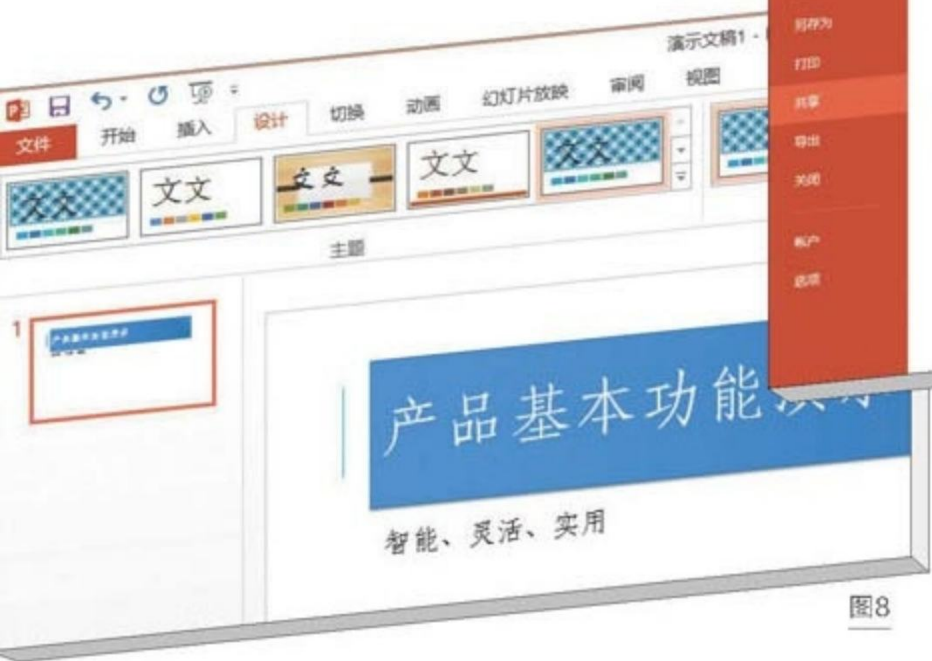 另存为
演示文稿1 -
打印
文件 开始 插入 设计 切换 动画 幻灯片放映 审阅 视图
共享
导出
关闭
文文 文文 文文 文文 文文
主题
帐户
选项
1
产品基本功能
智能、灵活、实用
图8